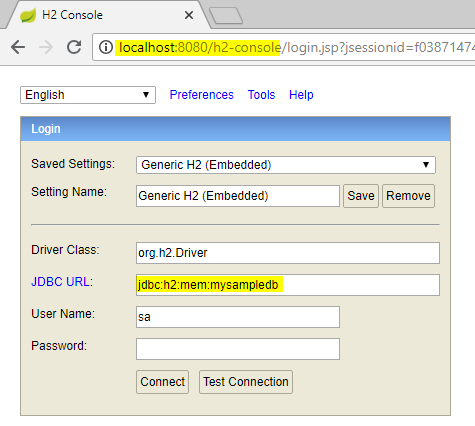 H2 Console
localhost:8080/h2-console/login.jsp?jsessionid=f03871474
English Preferences Tools Help
Login
Saved Settings: Generic H2 (Embedded)
Setting Name: Generic H2 (Embedded) Save Remove
Driver Class: org.h2.Driver
JDBC URL: jdbc:h2:mem:mysampledb
User Name: sa
Password:
Connect Test Connection